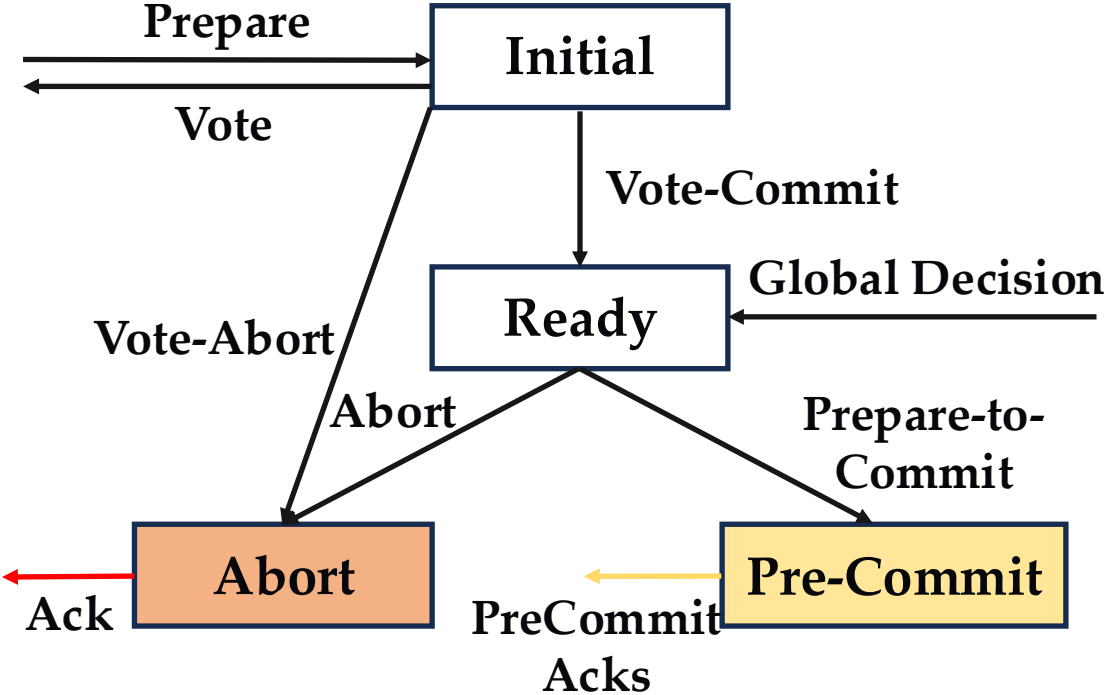 Prepare
Initial
Vote
Vote-Commit
Global Decision
Ready
Vote-Abort
Abort
Prepare-to-
Commit
Abort
Pre-Commit
Ack
PreCommit
Acks